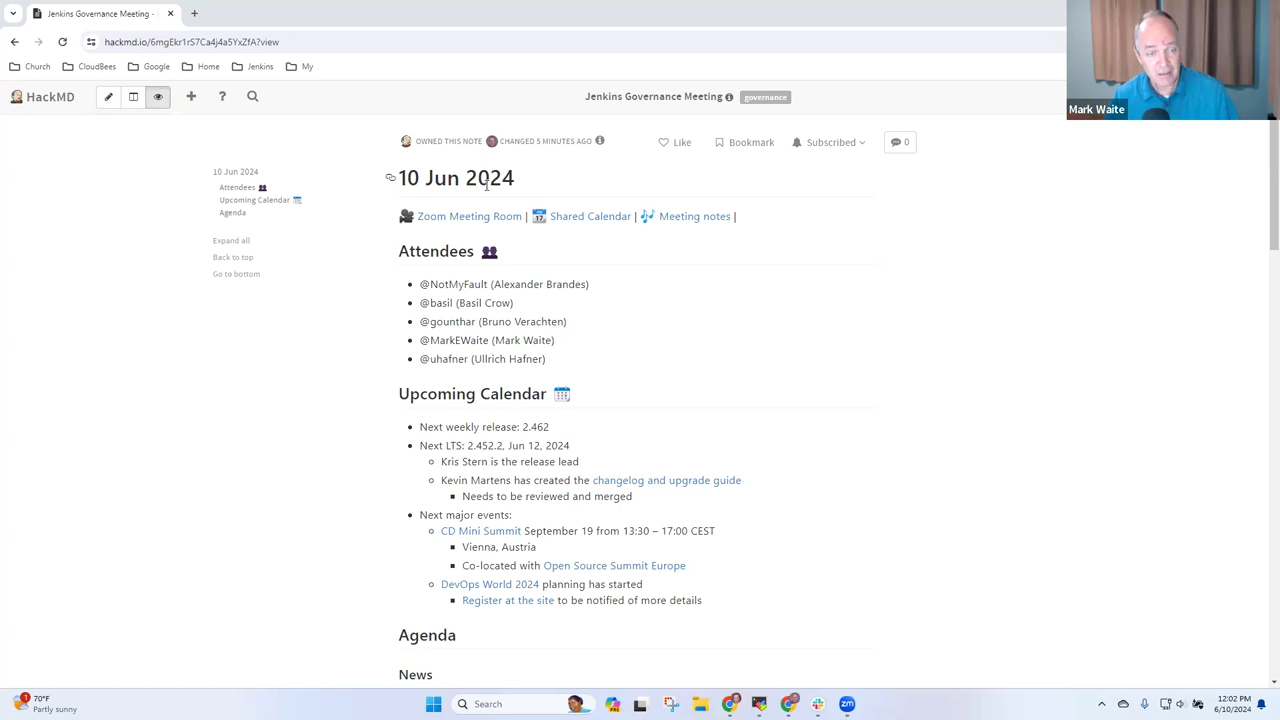 Jenkins Governance Meeting -
hackmd.io/6mgEkr1rS7Ca4j4a5YxZfA?view
Church
CloudBees
Google
Home
Jenkins
My
HackMD
Jenkins Governance Meeting
governance
Mark Waite
OWNED THIS NOTE
CHANGED 5 MINUTES AGO
Like
Bookmark
Subscribed
0
10 Jun 2024
Attendees
Upcoming Calendar
Agenda
Expall all
Back to top
Go to bottom
10 Jun 2024
Zoom Meeting Room | Shared Calendar | Meeting notes |
Attendees
@NotMyFault (Alexander Brandes)
@basil (Basil Crow)
@gounthar (Bruno Verachten)
@MarkEWaite (Mark Waite)
@uhafner (Ullrich Hafner)
Upcoming Calendar
Next weekly release: 2.462
Next LTS: 2.452.2, Jun 12, 2024
Kris Stern is the release lead
Kevin Martens has created the changelog and upgrade guide
Needs to be reviewed and merged
Next major events:
CD Mini Summit September 19 from 13:30 – 17:00 CEST
Vienna, Austria
Co-located with Open Source Summit Europe
DevOps World 2024 planning has started
Register at the site to be notified of more details
Agenda
News
1
70°F
Partly sunny
Search
12:02 PM
6/10/2024